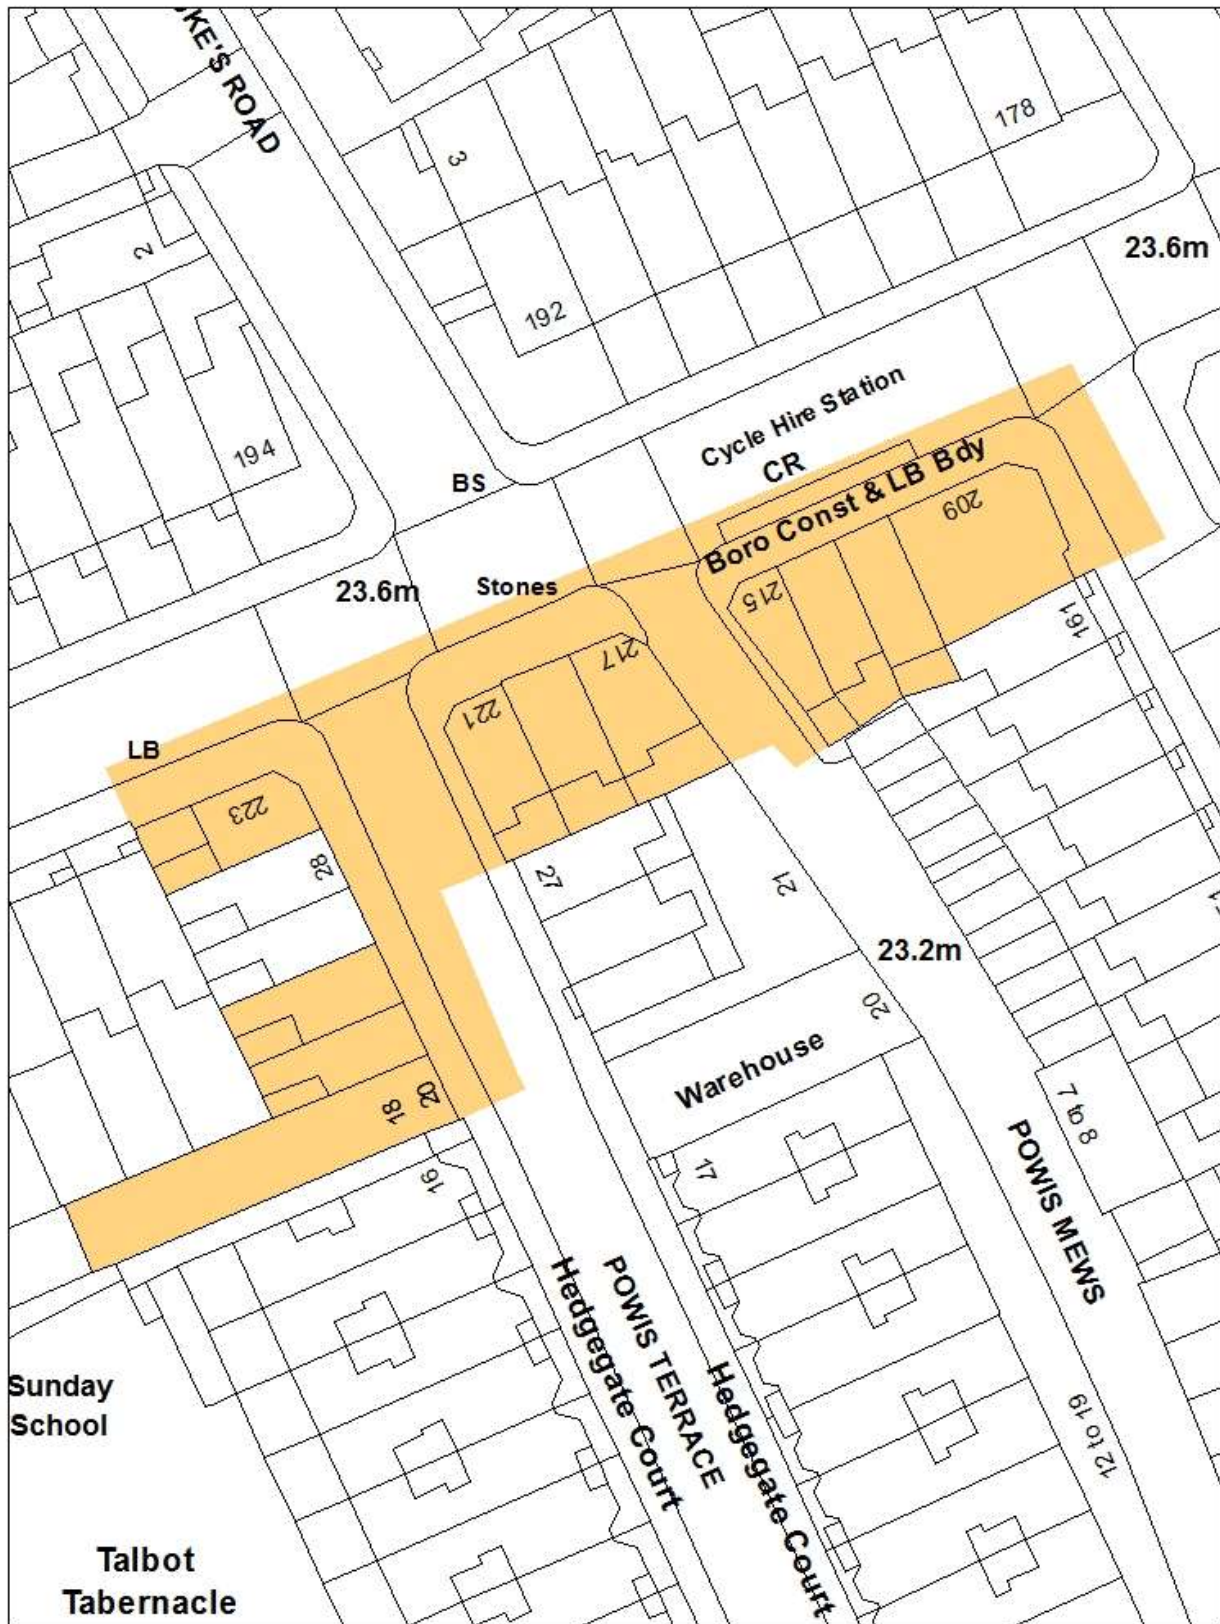 KE'S ROAD
3
178
2
23.6m
192
Cycle Hire Station
CR
194
BS
Boro Const & LB Bdy
209
23.6m
Stones
215
161
217
221
LB
223
28
27
21
23.2m
20
Warehouse
18
20
7 to 8
17
16
POWIS MEWS
Hedgegate Court
POWIS TERRACE
Hedgegate Court
Sunday
School
12 to 19
Talbot
Tabernacle